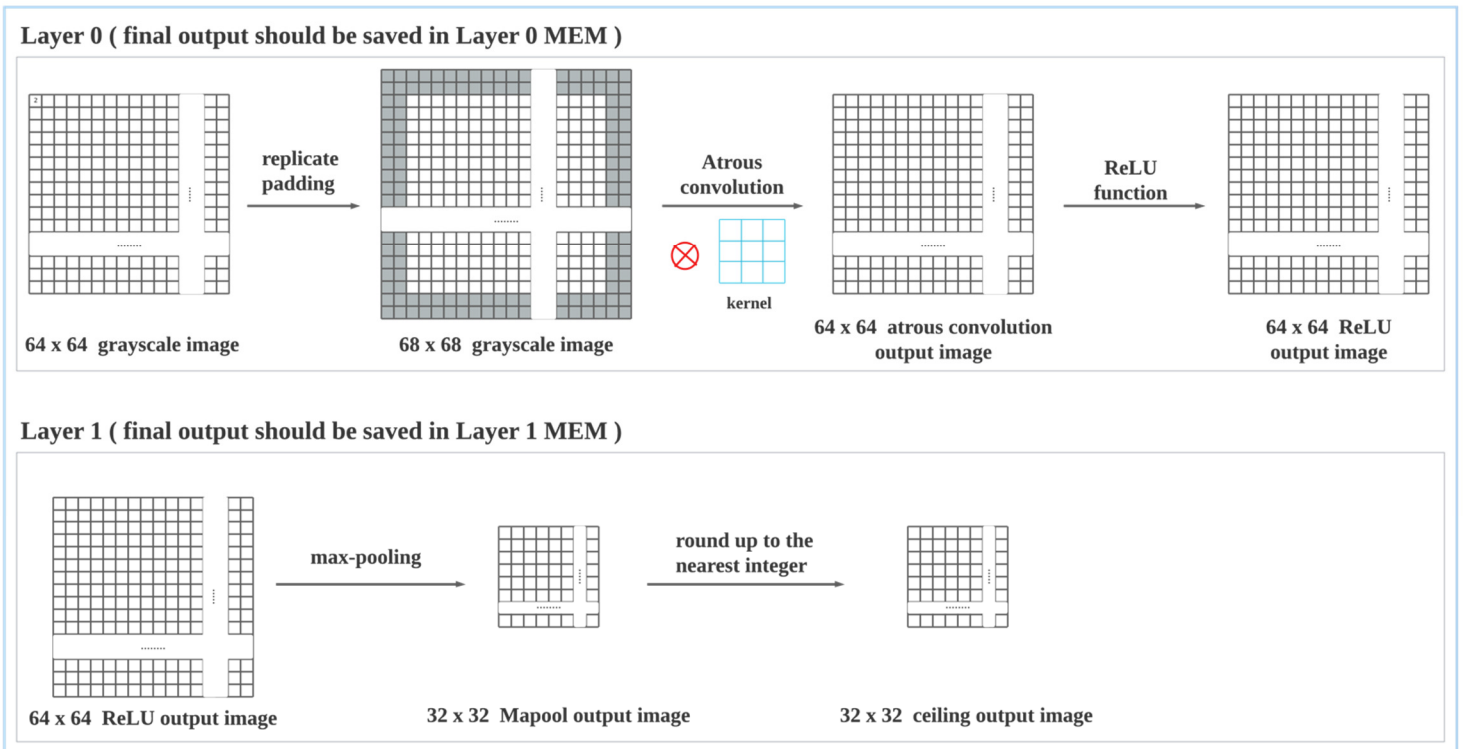 Layer 0 ( final output should be saved in Layer 0 MEM )
2
replicate
padding
Atrous
convolution
kernel
ReLU
function
64 x 64 grayscale image
68 x 68 grayscale image
64 x 64 atrous convolution
output image
64 x 64 ReLU
output image
Layer 1 ( final output should be saved in Layer 1 MEM )
max-pooling
round up to the
nearest integer
64 x 64 ReLU output image
32 x 32 Mapool output image
32 x 32 ceiling output image